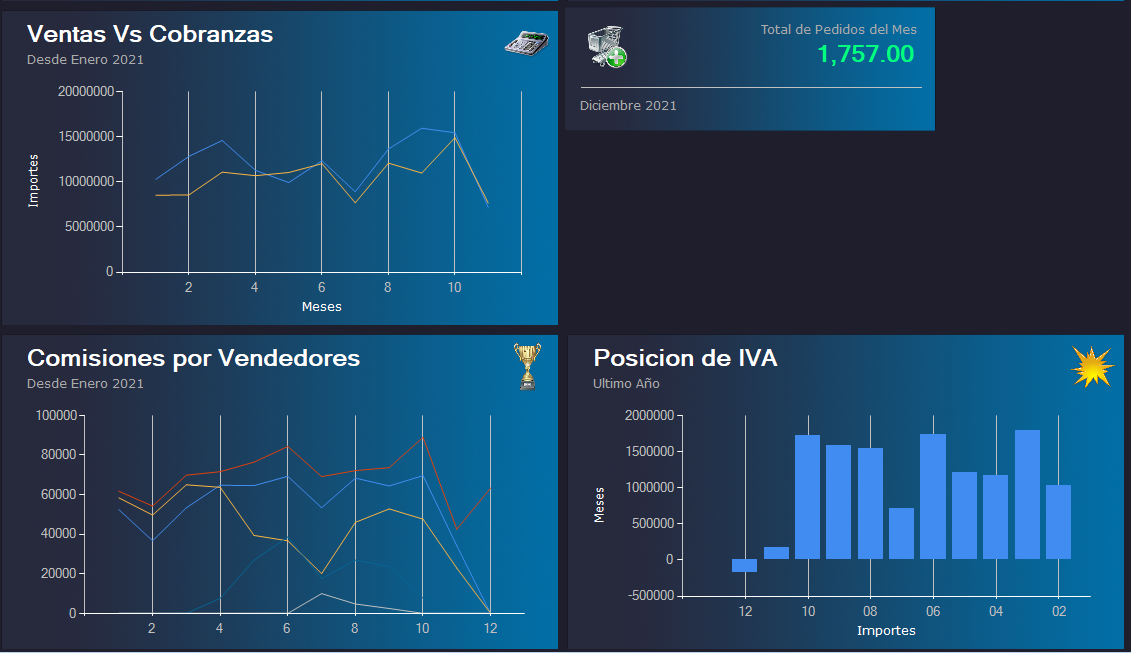 Ventas Vs Cobranzas
Desde Enero 2021
20000000
15000000
10000000
5000000
0
Importes
2 4 6 8 10
Meses
Total de Pedidos del Mes
1,757.00
Diciembre 2021
Comisiones por Vendedores
Desde Enero 2021
100000
80000
60000
40000
20000
0
2 4 6 8 10 12
Posicion de IVA
Ultimo Año
2000000
1500000
1000000
500000
0
-500000
Meses
12 10 08 06 04 02
Importes